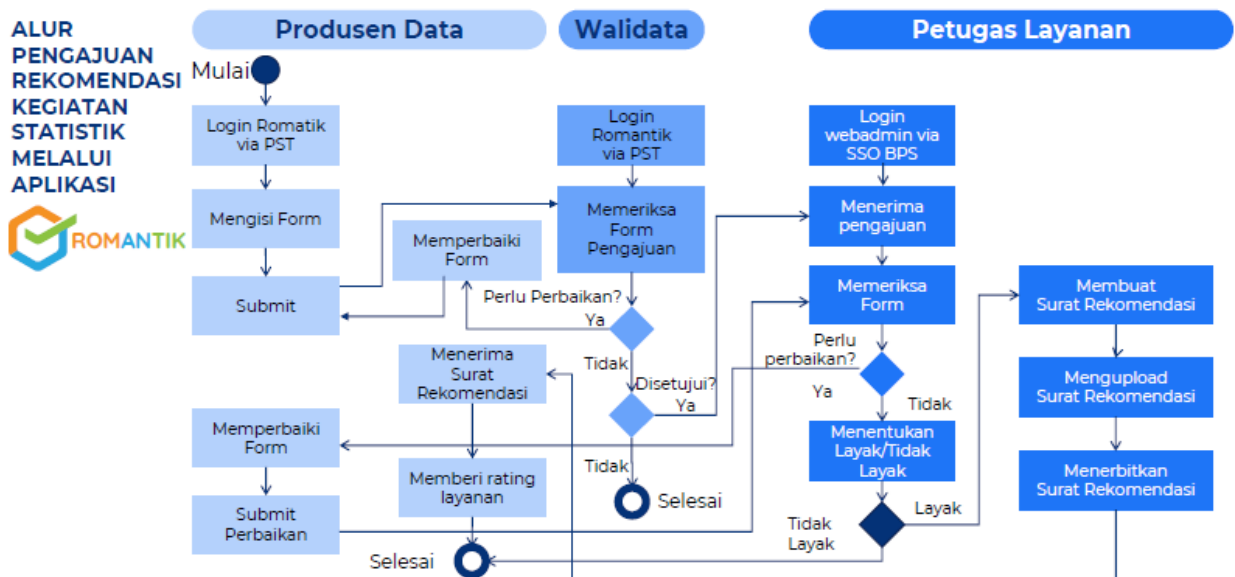 ALUR
PENGAJUAN
REKOMENDASI
KEGIATAN
STATISTIK
MELALUI
APLIKASI
ROMANTIK
Produsen Data
Walidata
Petugas Layanan
Mulai
Login Romatik
via PST
Mengisi Form
Submit
Memperbaiki
Form
Login
Romantik
via PST
Memeriksa
Form
Pengajuan
Perlu Perbaikan?
Ya
Tidak
Disetujui?
Ya
Tidak
Selesai
Menerima
Surat
Rekomendasi
Memberi rating
layanan
Selesai
Memperbaiki
Form
Submit
Perbaikan
Login
webadmin via
SSO BPS
Menerima
pengajuan
Memeriksa
Form
Perlu
perbaikan?
Ya
Tidak
Menentukan
Layak/Tidak
Layak
Tidak
Layak
Layak
Membuat
Surat Rekomendasi
Mengupload
Surat Rekomendasi
Menerbitkan
Surat Rekomendasi